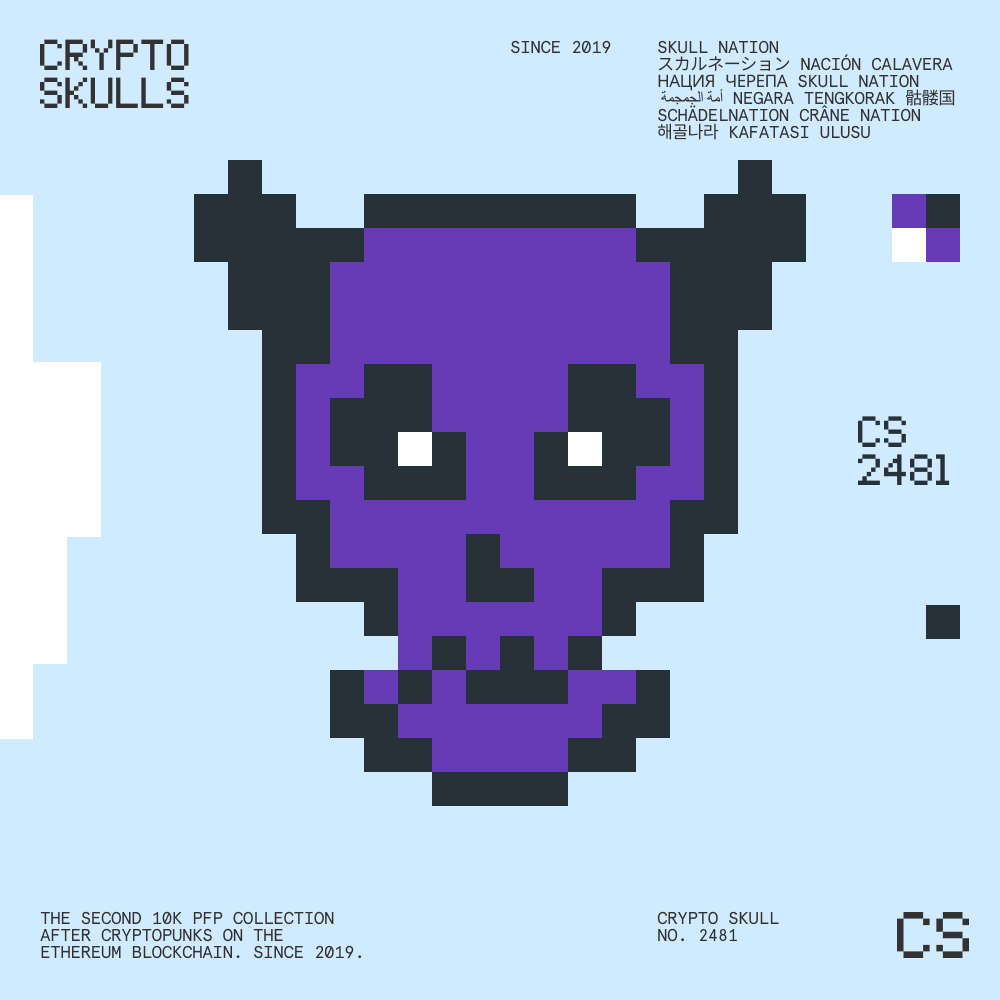 CRYPTO
SKULLS
SINCE 2019
SKULL NATION
スカルネーション NACIÓN CALAVERA
НАЦИЯ ЧЕРЕПА SKULL NATION
أمة الجمجمة NEGARA TENGKORAK 骷髅国
SCHÄDELNATION CRÂNE NATION
해골나라 KAFATASI ULUSU
CS
2481
THE SECOND 10K PFP COLLECTION
AFTER CRYPTOPUNKS ON THE
ETHEREUM BLOCKCHAIN. SINCE 2019.
CRYPTO SKULL
NO. 2481
CS